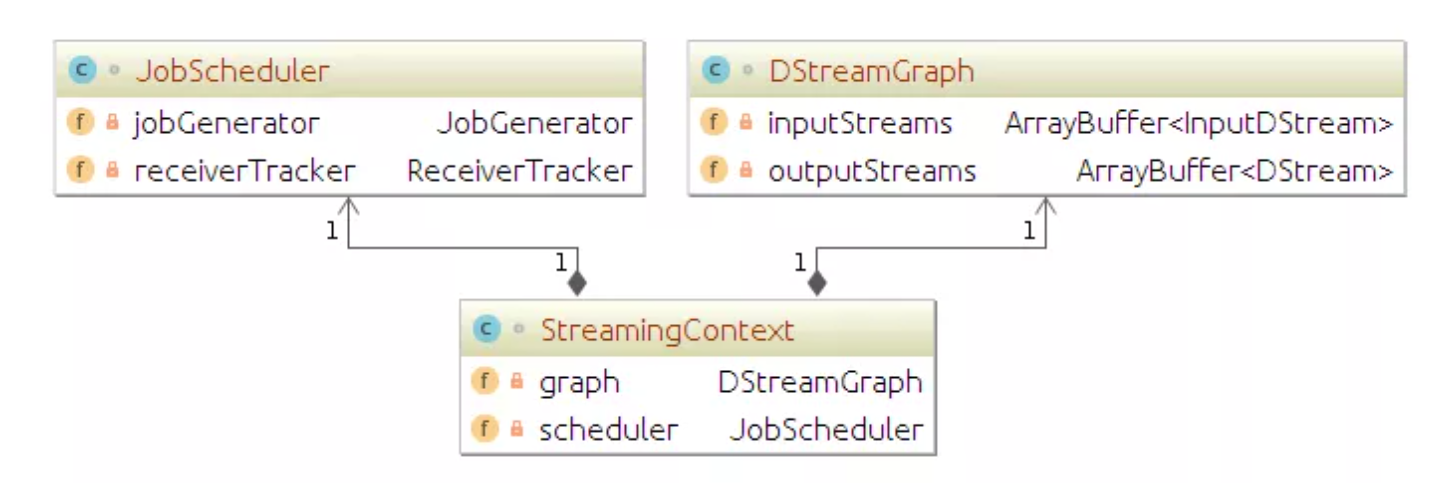 JobScheduler
jobGenerator JobGenerator
receiverTracker ReceiverTracker
DStreamGraph
inputStreams ArrayBuffer<InputDStream>
outputStreams ArrayBuffer<DStream>
1
1
1
1
StreamingContext
graph DStreamGraph
scheduler JobScheduler